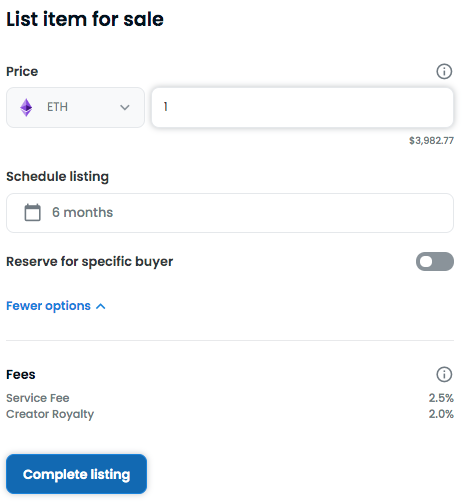 List item for sale
Price
ETH
1
$3,982.77
Schedule listing
6 months
Reserve for specific buyer
Fewer options
Fees
Service Fee 2.5%
Creator Royalty 2.0%
Complete listing